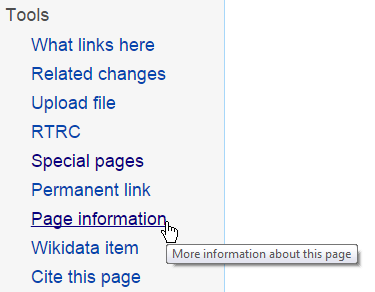 Tools
What links here
Related changes
Upload file
RTRC
Special pages
Permanent link
Page information
More information about this page
Wikidata item
Cite this page